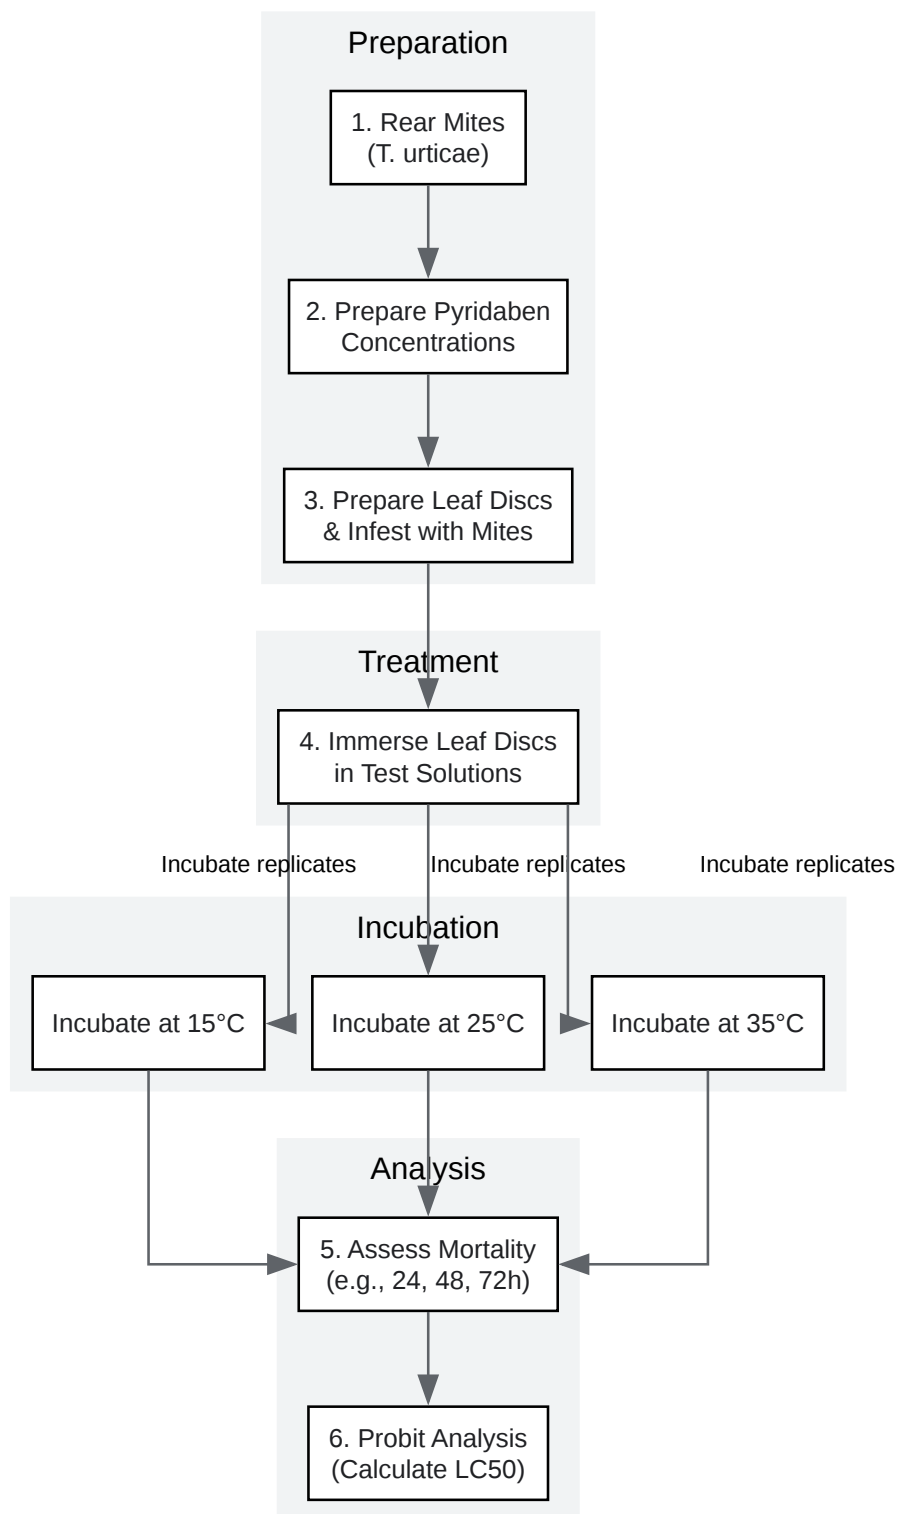 Preparation
1. Rear Mites
(T. urticae)
2. Prepare Pyridaben
Concentrations
3. Prepare Leaf Discs
& Infest with Mites
Treatment
4. Immerse Leaf Discs
in Test Solutions
Incubate replicates
Incubate replicates
Incubate replicates
Incubation
Incubate at 15°C
Incubate at 25°C
Incubate at 35°C
Analysis
5. Assess Mortality
(e.g., 24, 48, 72h)
6. Probit Analysis
(Calculate LC50)